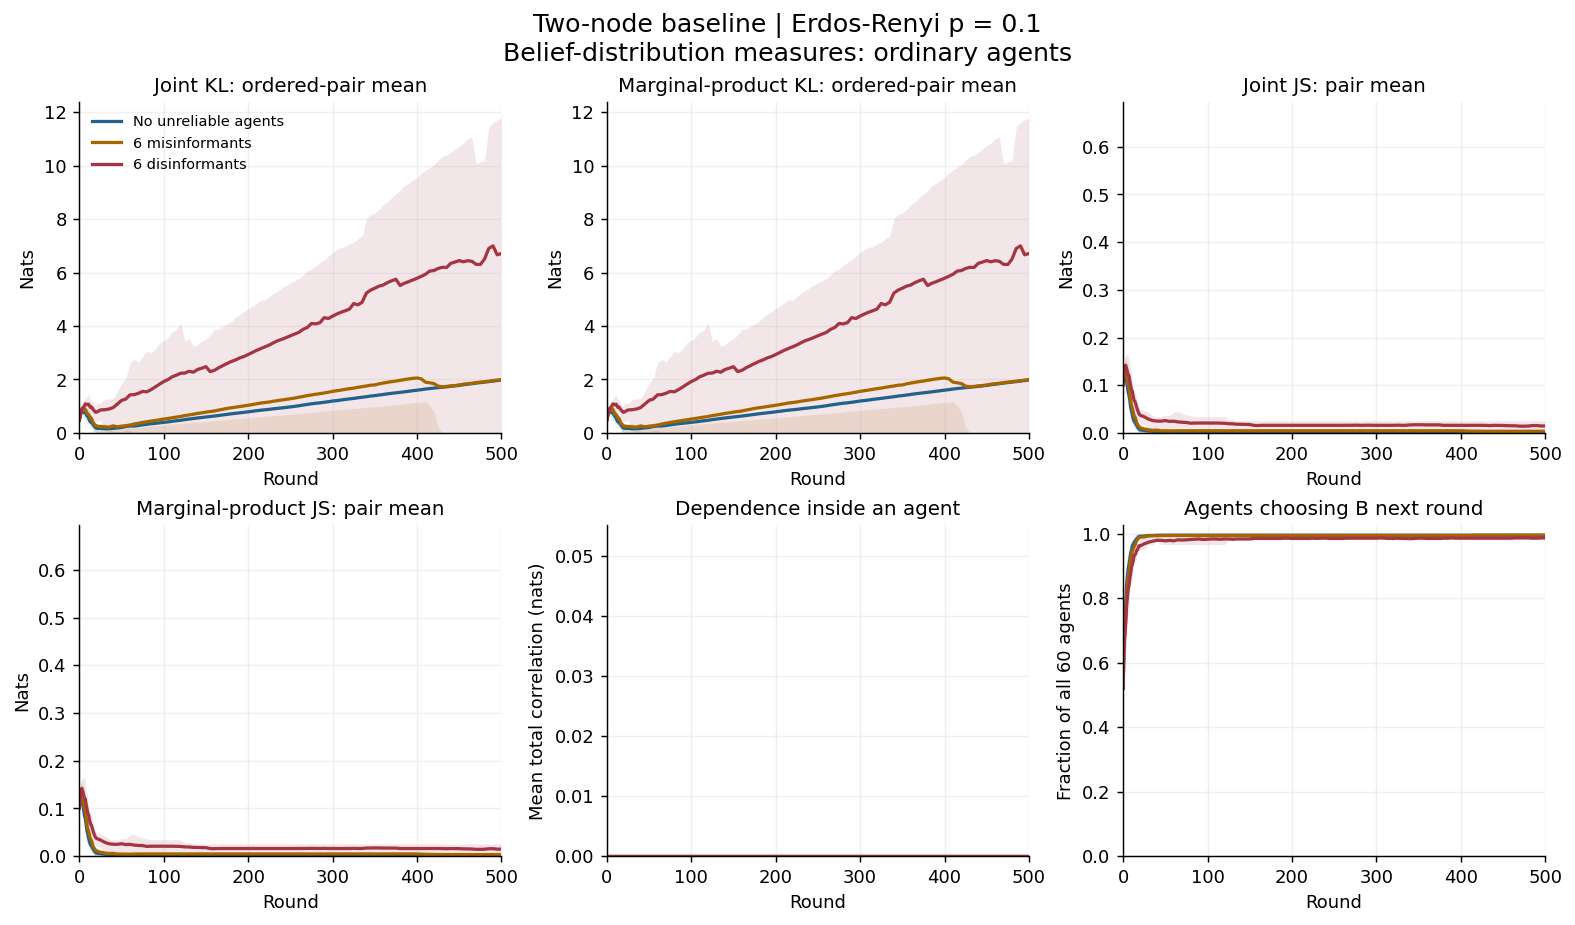 Two-node baseline | Erdos-Renyi p = 0.1
Belief-distribution measures: ordinary agents
Joint KL: ordered-pair mean
12
10
8
6
4
2
0
Nats
No unreliable agents
6 misinformants
6 disinformants
0 100 200 300 400 500
Round
Marginal-product KL: ordered-pair mean
12
10
8
6
4
2
0
Nats
0 100 200 300 400 500
Round
Joint JS: pair mean
0.6
0.5
0.4
0.3
0.2
0.1
0.0
Nats
0 100 200 300 400 500
Round
Marginal-product JS: pair mean
0.6
0.5
0.4
0.3
0.2
0.1
0.0
Nats
0 100 200 300 400 500
Round
Dependence inside an agent
0.05
0.04
0.03
0.02
0.01
0.00
Mean total correlation (nats)
0 100 200 300 400 500
Round
Agents choosing B next round
1.0
0.8
0.6
0.4
0.2
0.0
Fraction of all 60 agents
0 100 200 300 400 500
Round